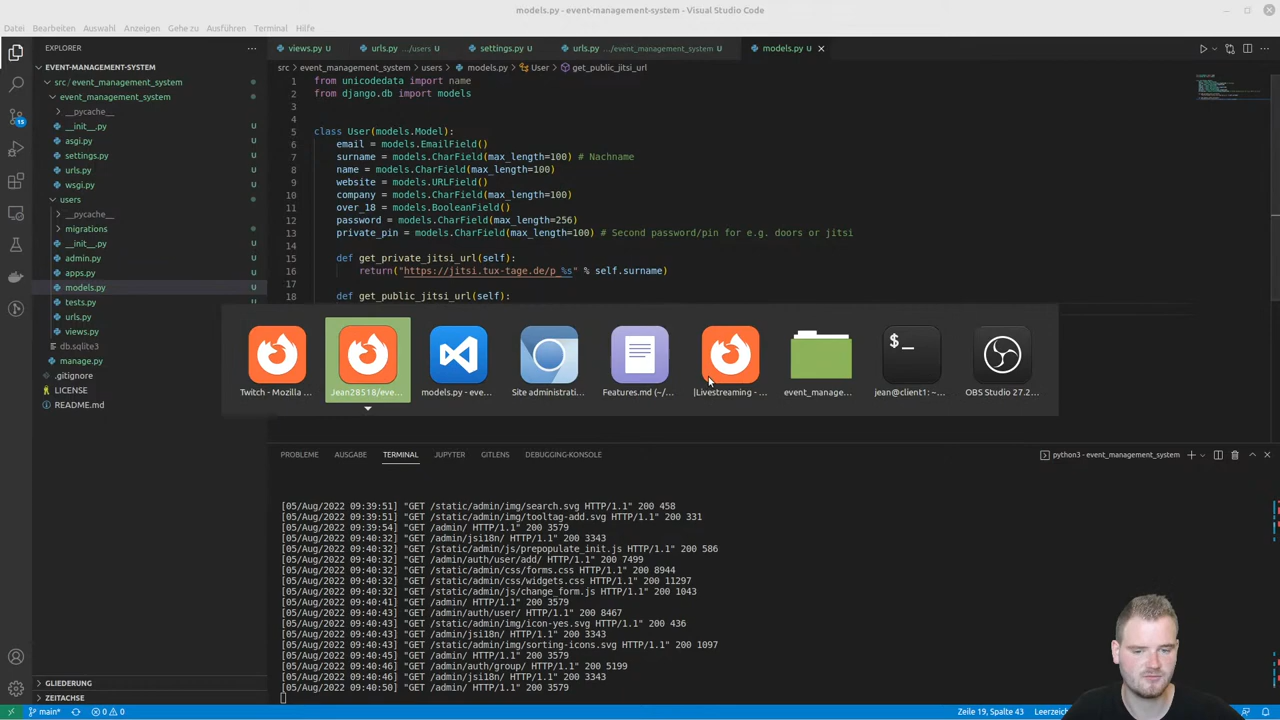 models.py - event-management-system - Visual Studio Code
Datei Bearbeiten Auswahl Anzeigen Gehe zu Ausführen Terminal Hilfe
EXPLORER
EVENT-MANAGEMENT-SYSTEM
src / event_management_system
event_management_system
__pycache__
__init__.py U
asgi.py U
settings.py U
urls.py U
wsgi.py U
users
__pycache__
migrations
__init__.py U
admin.py U
apps.py U
models.py U
tests.py U
urls.py U
views.py U
db.sqlite3
manage.py U
.gitignore
LICENSE
README.md
GLIEDERUNG
ZEITACHSE
15
views.py U urls.py .../users U settings.py U urls.py .../event_management_system U models.py U
src > event_management_system > users > models.py > User > get_public_jitsi_url
1 from unicodedata import name
2 from django.db import models
3
4
5 class User(models.Model):
6 email = models.EmailField()
7 surname = models.CharField(max_length=100) # Nachname
8 name = models.CharField(max_length=100)
9 website = models.URLField()
10 company = models.CharField(max_length=100)
11 over_18 = models.BooleanField()
12 password = models.CharField(max_length=256)
13 private_pin = models.CharField(max_length=100) # Second password/pin for e.g. doors or jitsi
14
15 def get_private_jitsi_url(self):
16 return("https://jitsi.tux-tage.de/p_%s" % self.surname)
17
18 def get_public_jitsi_url(self):
Twitch - Mozilla ... Jean28518/eve... models.py - eve... Site administrati... Features.md (~/... |Livestreaming - ... event_manage... jean@client1: ~... OBS Studio 27.2...
PROBLEME AUSGABE TERMINAL JUPYTER GITLENS DEBUGGING-KONSOLE
python3 - event_management_system
[05/Aug/2022 09:39:51] "GET /static/admin/img/search.svg HTTP/1.1" 200 458
[05/Aug/2022 09:39:51] "GET /static/admin/img/tooltag-add.svg HTTP/1.1" 200 331
[05/Aug/2022 09:39:54] "GET /admin/ HTTP/1.1" 200 3579
[05/Aug/2022 09:40:32] "GET /admin/jsi18n/ HTTP/1.1" 200 3343
[05/Aug/2022 09:40:32] "GET /static/admin/js/prepopulate_init.js HTTP/1.1" 200 586
[05/Aug/2022 09:40:32] "GET /admin/auth/user/add/ HTTP/1.1" 200 7499
[05/Aug/2022 09:40:32] "GET /static/admin/css/forms.css HTTP/1.1" 200 8944
[05/Aug/2022 09:40:32] "GET /static/admin/css/widgets.css HTTP/1.1" 200 11297
[05/Aug/2022 09:40:32] "GET /static/admin/js/change_form.js HTTP/1.1" 200 1043
[05/Aug/2022 09:40:41] "GET /admin/ HTTP/1.1" 200 3579
[05/Aug/2022 09:40:43] "GET /admin/auth/user/ HTTP/1.1" 200 8467
[05/Aug/2022 09:40:43] "GET /static/admin/img/icon-yes.svg HTTP/1.1" 200 436
[05/Aug/2022 09:40:43] "GET /admin/jsi18n/ HTTP/1.1" 200 3343
[05/Aug/2022 09:40:43] "GET /static/admin/img/sorting-icons.svg HTTP/1.1" 200 1097
[05/Aug/2022 09:40:45] "GET /admin/ HTTP/1.1" 200 3579
[05/Aug/2022 09:40:46] "GET /admin/auth/group/ HTTP/1.1" 200 5199
[05/Aug/2022 09:40:46] "GET /admin/jsi18n/ HTTP/1.1" 200 3343
[05/Aug/2022 09:40:50] "GET /admin/ HTTP/1.1" 200 3579
main* 0 0 Zeile 19, Spalte 43